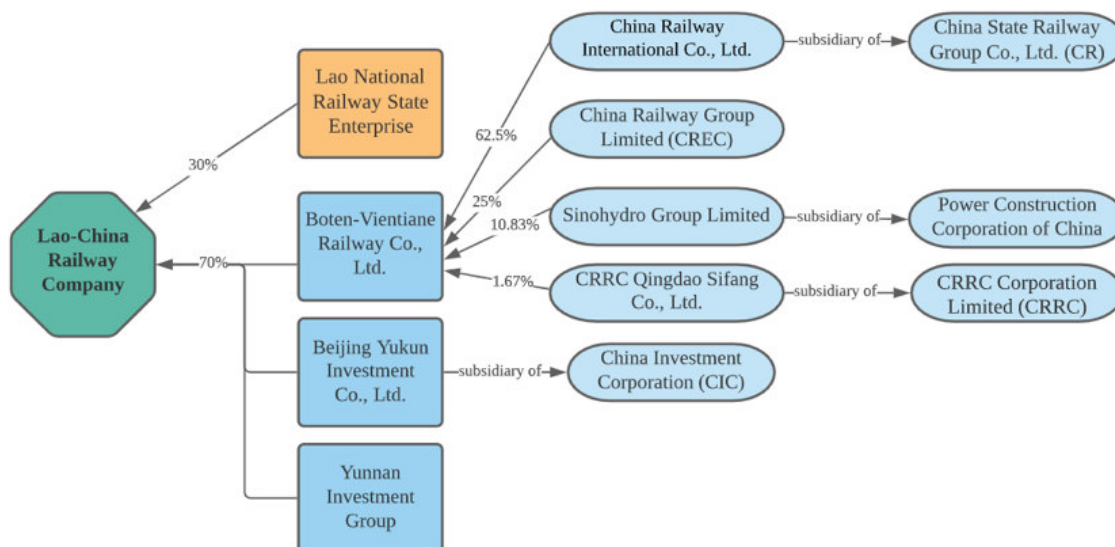 China Railway
International Co., Ltd.
subsidiary of
China State Railway
Group Co., Ltd. (CR)
Lao National
Railway State
Enterprise
China Railway Group
Limited (CREC)
62.5%
30%
25%
Boten-Vientiane
Railway Co.,
Ltd.
10.83%
Sinohydro Group Limited
subsidiary of
Power Construction
Corporation of China
Lao-China
Railway
Company
70%
1.67%
CRRC Qingdao Sifang
Co., Ltd.
subsidiary of
CRRC Corporation
Limited (CRRC)
Beijing Yukun
Investment
Co., Ltd.
subsidiary of
China Investment
Corporation (CIC)
Yunnan
Investment
Group